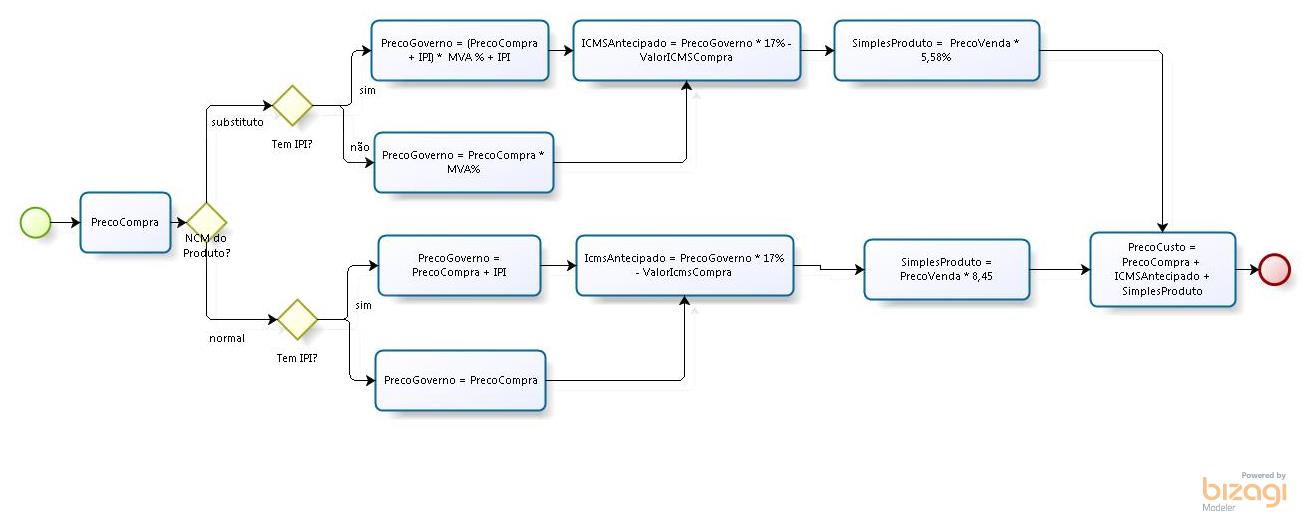 PrecoGoverno = (PrecoCompra
+ IPI) *  MVA % + IPI
ICMSAntecipado = PrecoGoverno * 17% -
ValorICMSCompra
SimplesProduto =  PrecoVenda *
5,58%
sim
substituto
Tem IPI?
não
PrecoGoverno = PrecoCompra *
MVA%
PrecoCompra
NCM do
Produto?
PrecoGoverno =
PrecoCompra + IPI
IcmsAntecipado = PrecoGoverno * 17%
- ValorIcmsCompra
SimplesProduto =
PrecoVenda * 8,45
PrecoCusto =
PrecoCompra +
ICMSAntecipado +
SimplesProduto
sim
normal
Tem IPI?
PrecoGoverno = PrecoCompra
Powered by
bizagi
Modeler